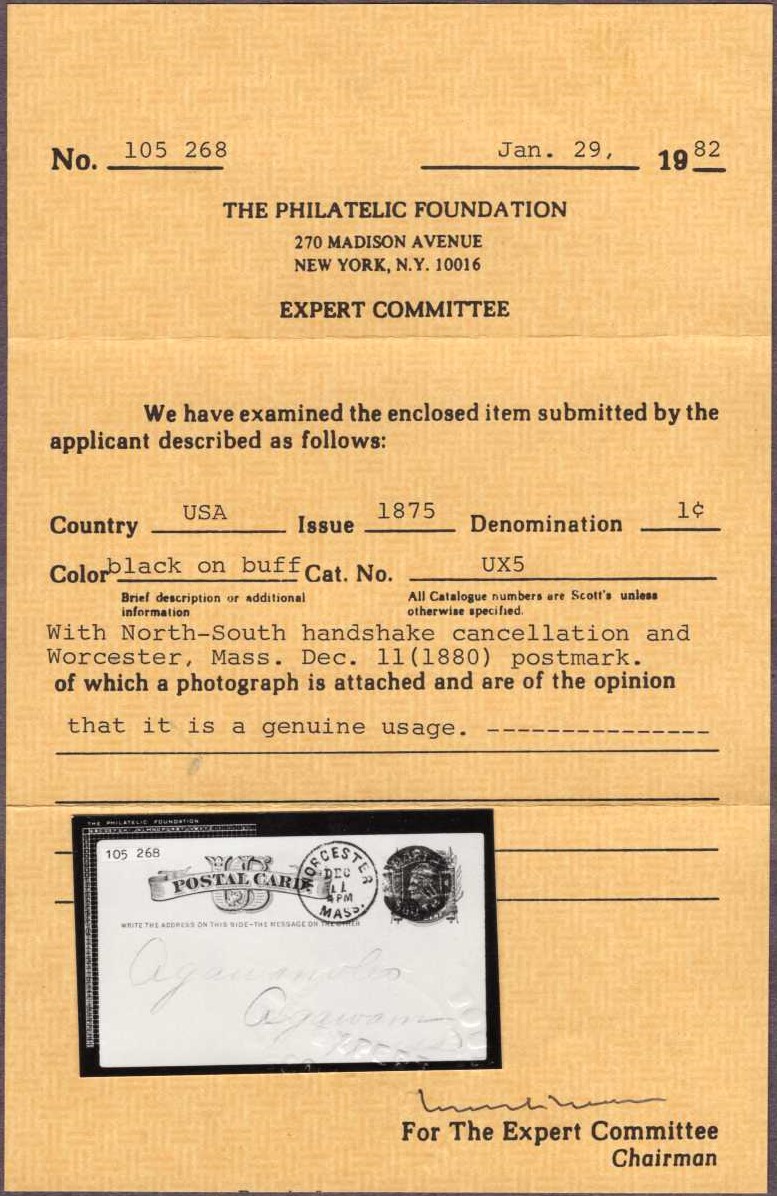 No. 105 268 Jan. 29, 1982
THE PHILATELIC FOUNDATION
270 MADISON AVENUE
NEW YORK, N.Y. 10016
EXPERT COMMITTEE
We have examined the enclosed item submitted by the
applicant described as follows:
Country USA Issue 1875 Denomination 1¢
Color black on buff Cat. No. UX5
Brief description or additional
information
All Catalogue numbers are Scott's unless
otherwise specified.
With North-South handshake cancellation and
Worcester, Mass. Dec. 11(1880) postmark.
of which a photograph is attached and are of the opinion
that it is a genuine usage. ---------------
THE PHILATELIC FOUNDATION
105 268
POSTAL CARD
WORCESTER
DEC
11
4PM
MASS.
WRITE THE ADDRESS ON THIS SIDE-THE MESSAGE ON THE OTHER
Agawam
For The Expert Committee
Chairman